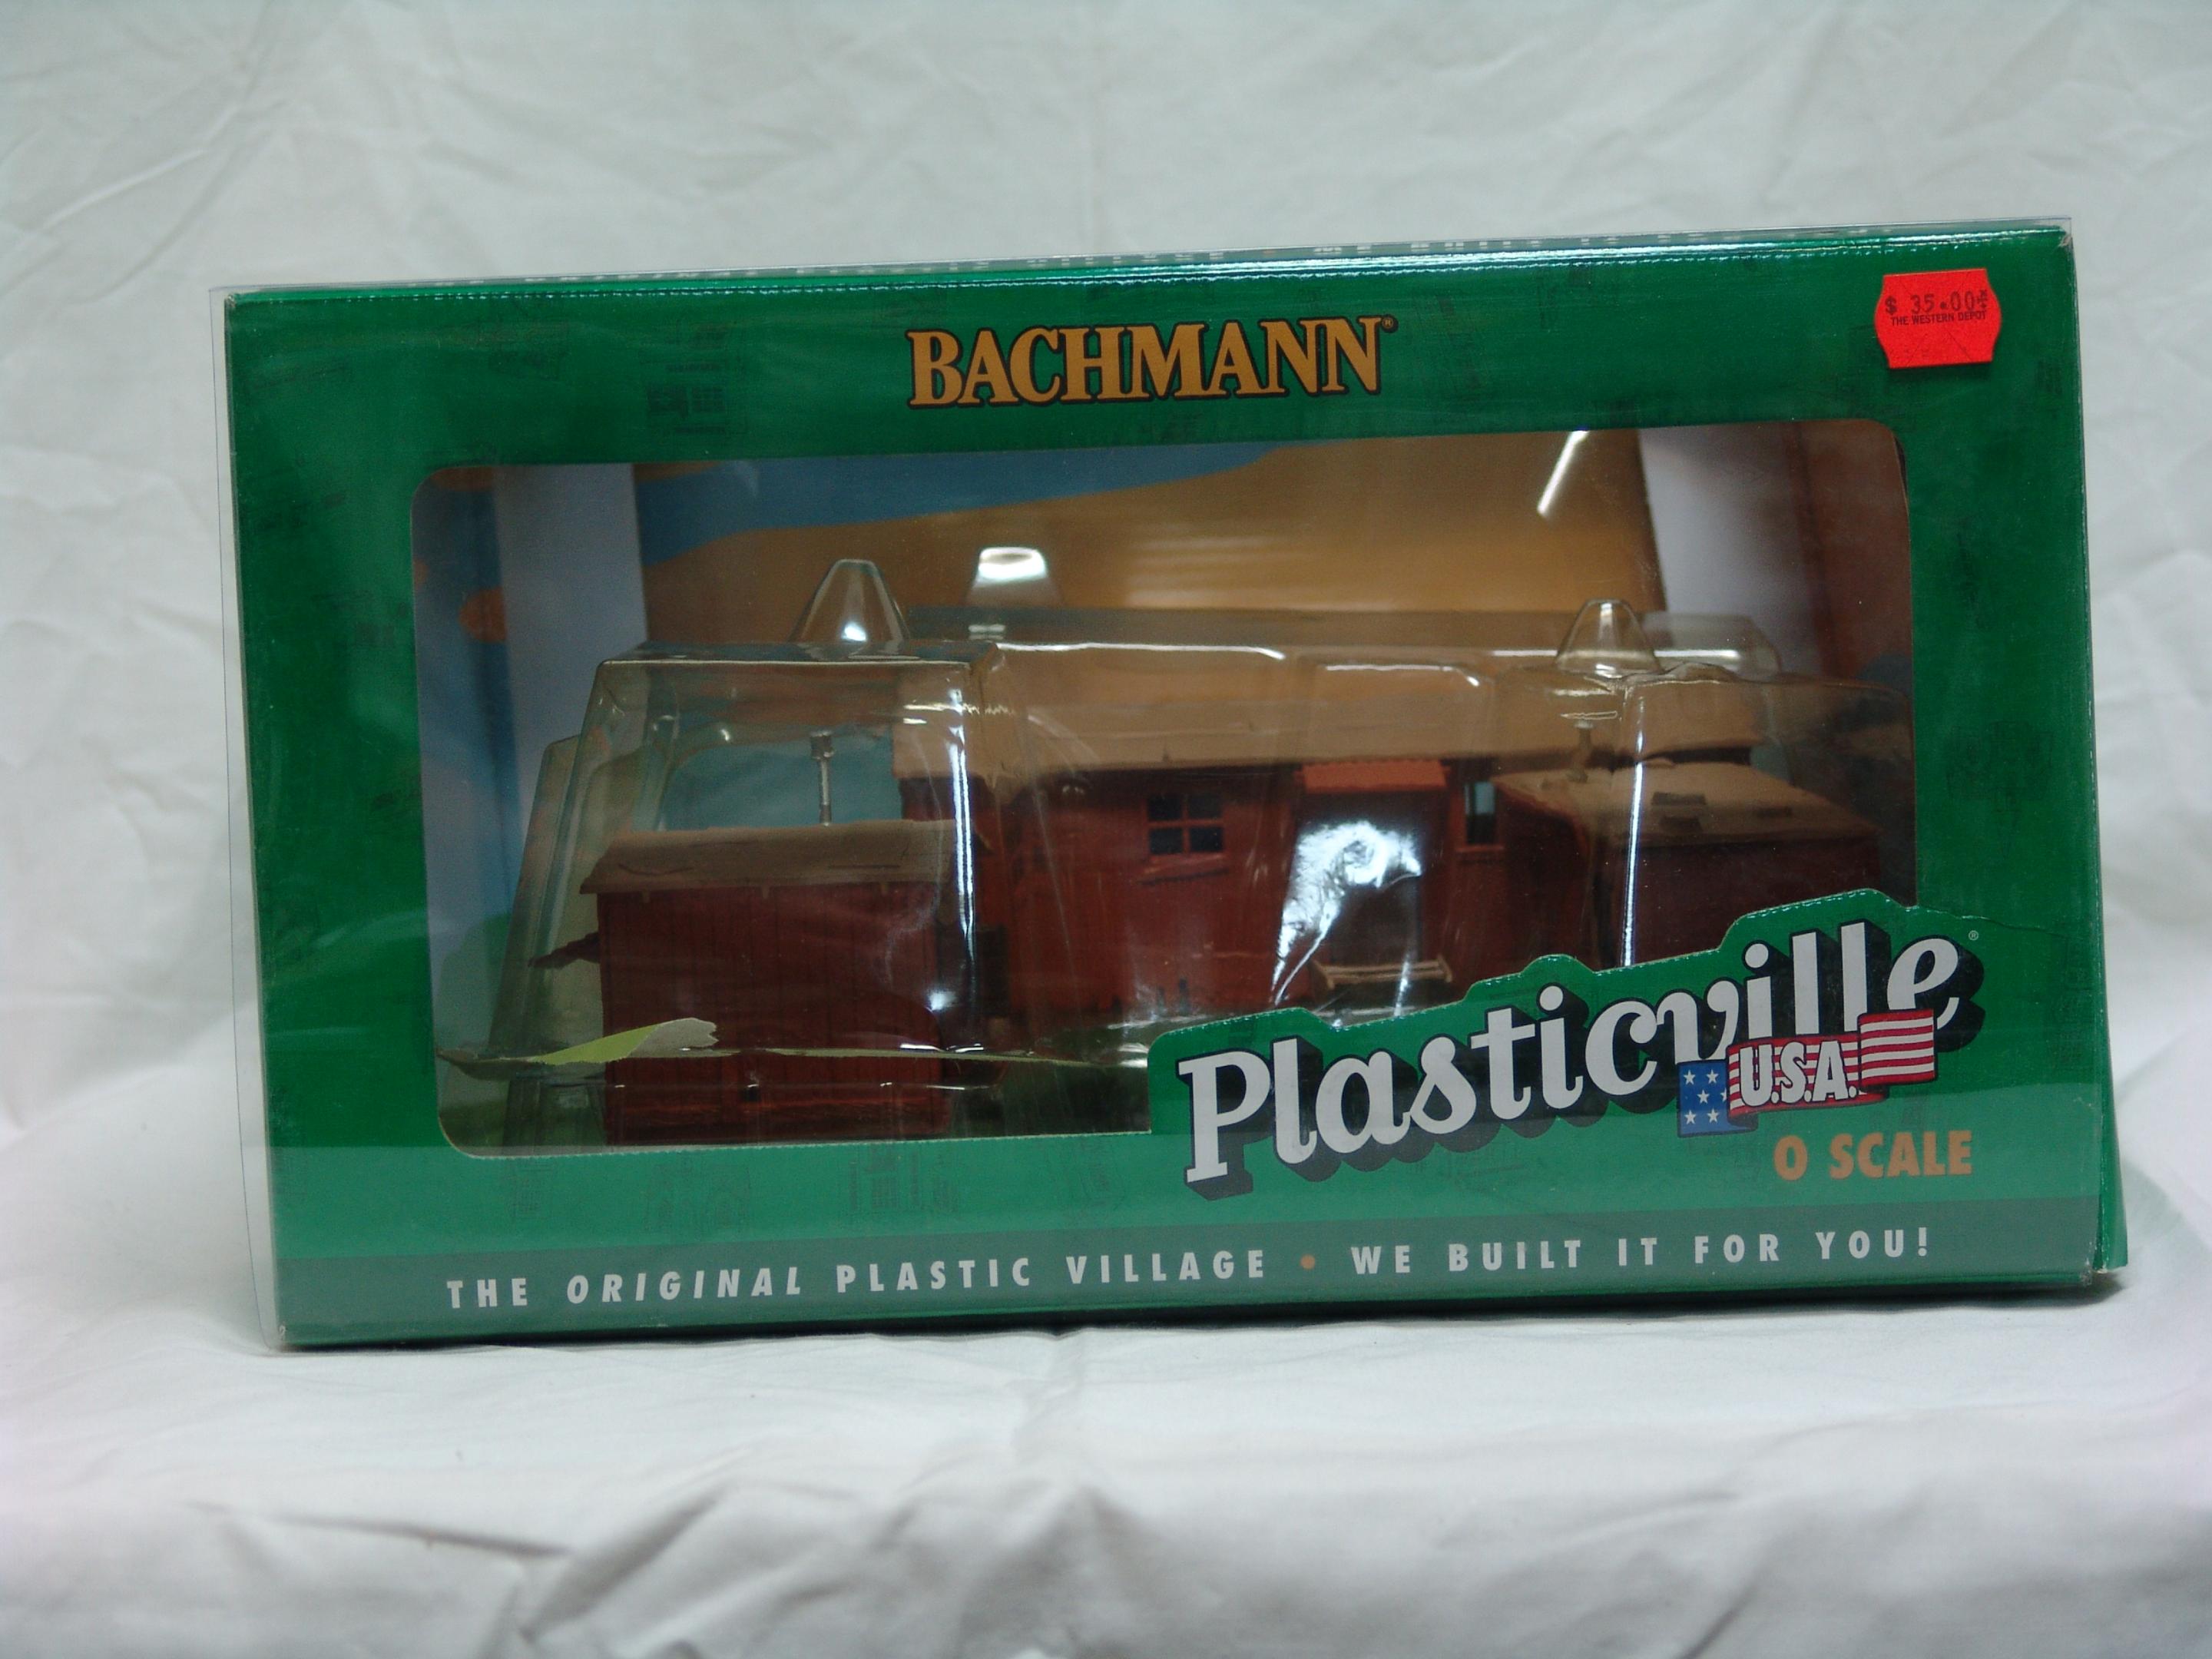 BACHMANN®
$ 35.00
THE WESTERN DEPOT
Plasticville®
U.S.A.
O SCALE
THE ORIGINAL PLASTIC VILLAGE • WE BUILT IT FOR YOU!